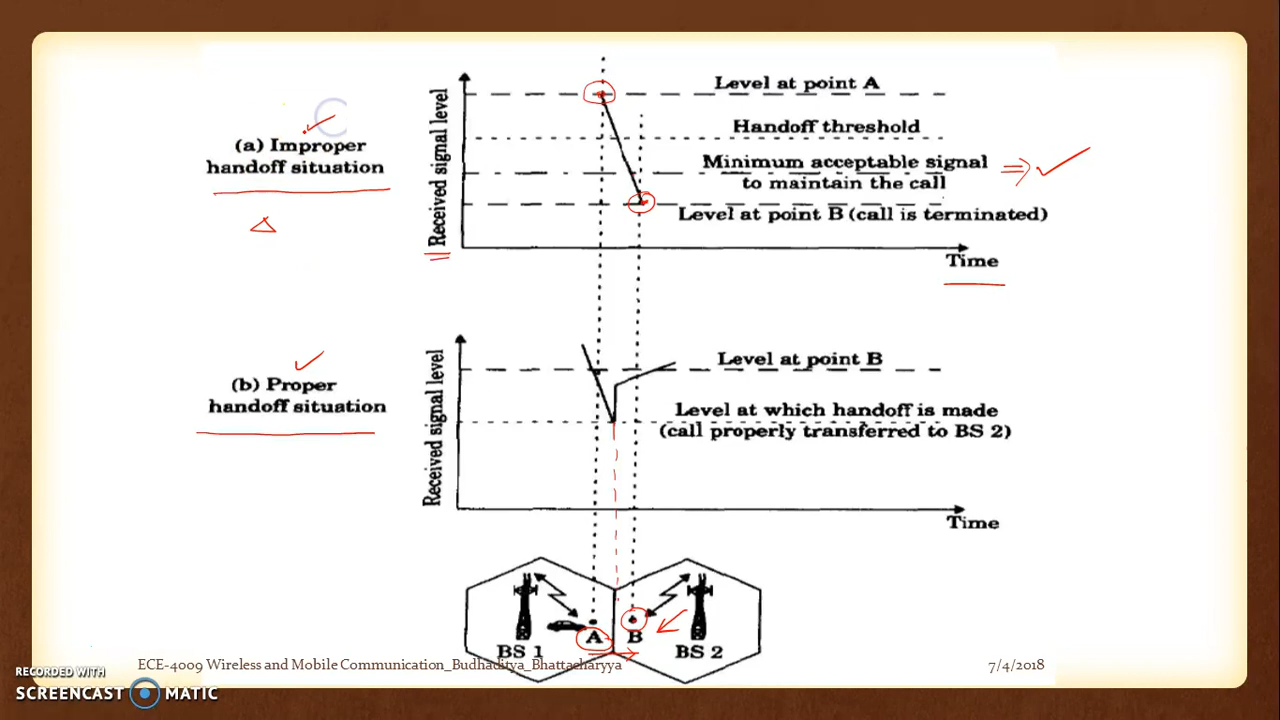 Level at point A
Handoff threshold
(a) Improper
handoff situation
Minimum acceptable signal
to maintain the call
Level at point B (call is terminated)
Received signal level
Time
Level at point B
(b) Proper
handoff situation
Level at which handoff is made
(call properly transferred to BS 2)
Received signal level
Time
A
B
BS 1
BS 2
ECE-4009 Wireless and Mobile Communication_Budhaditya_Bhattacharyya
7/4/2018
RECORDED WITH
SCREENCAST MATIC